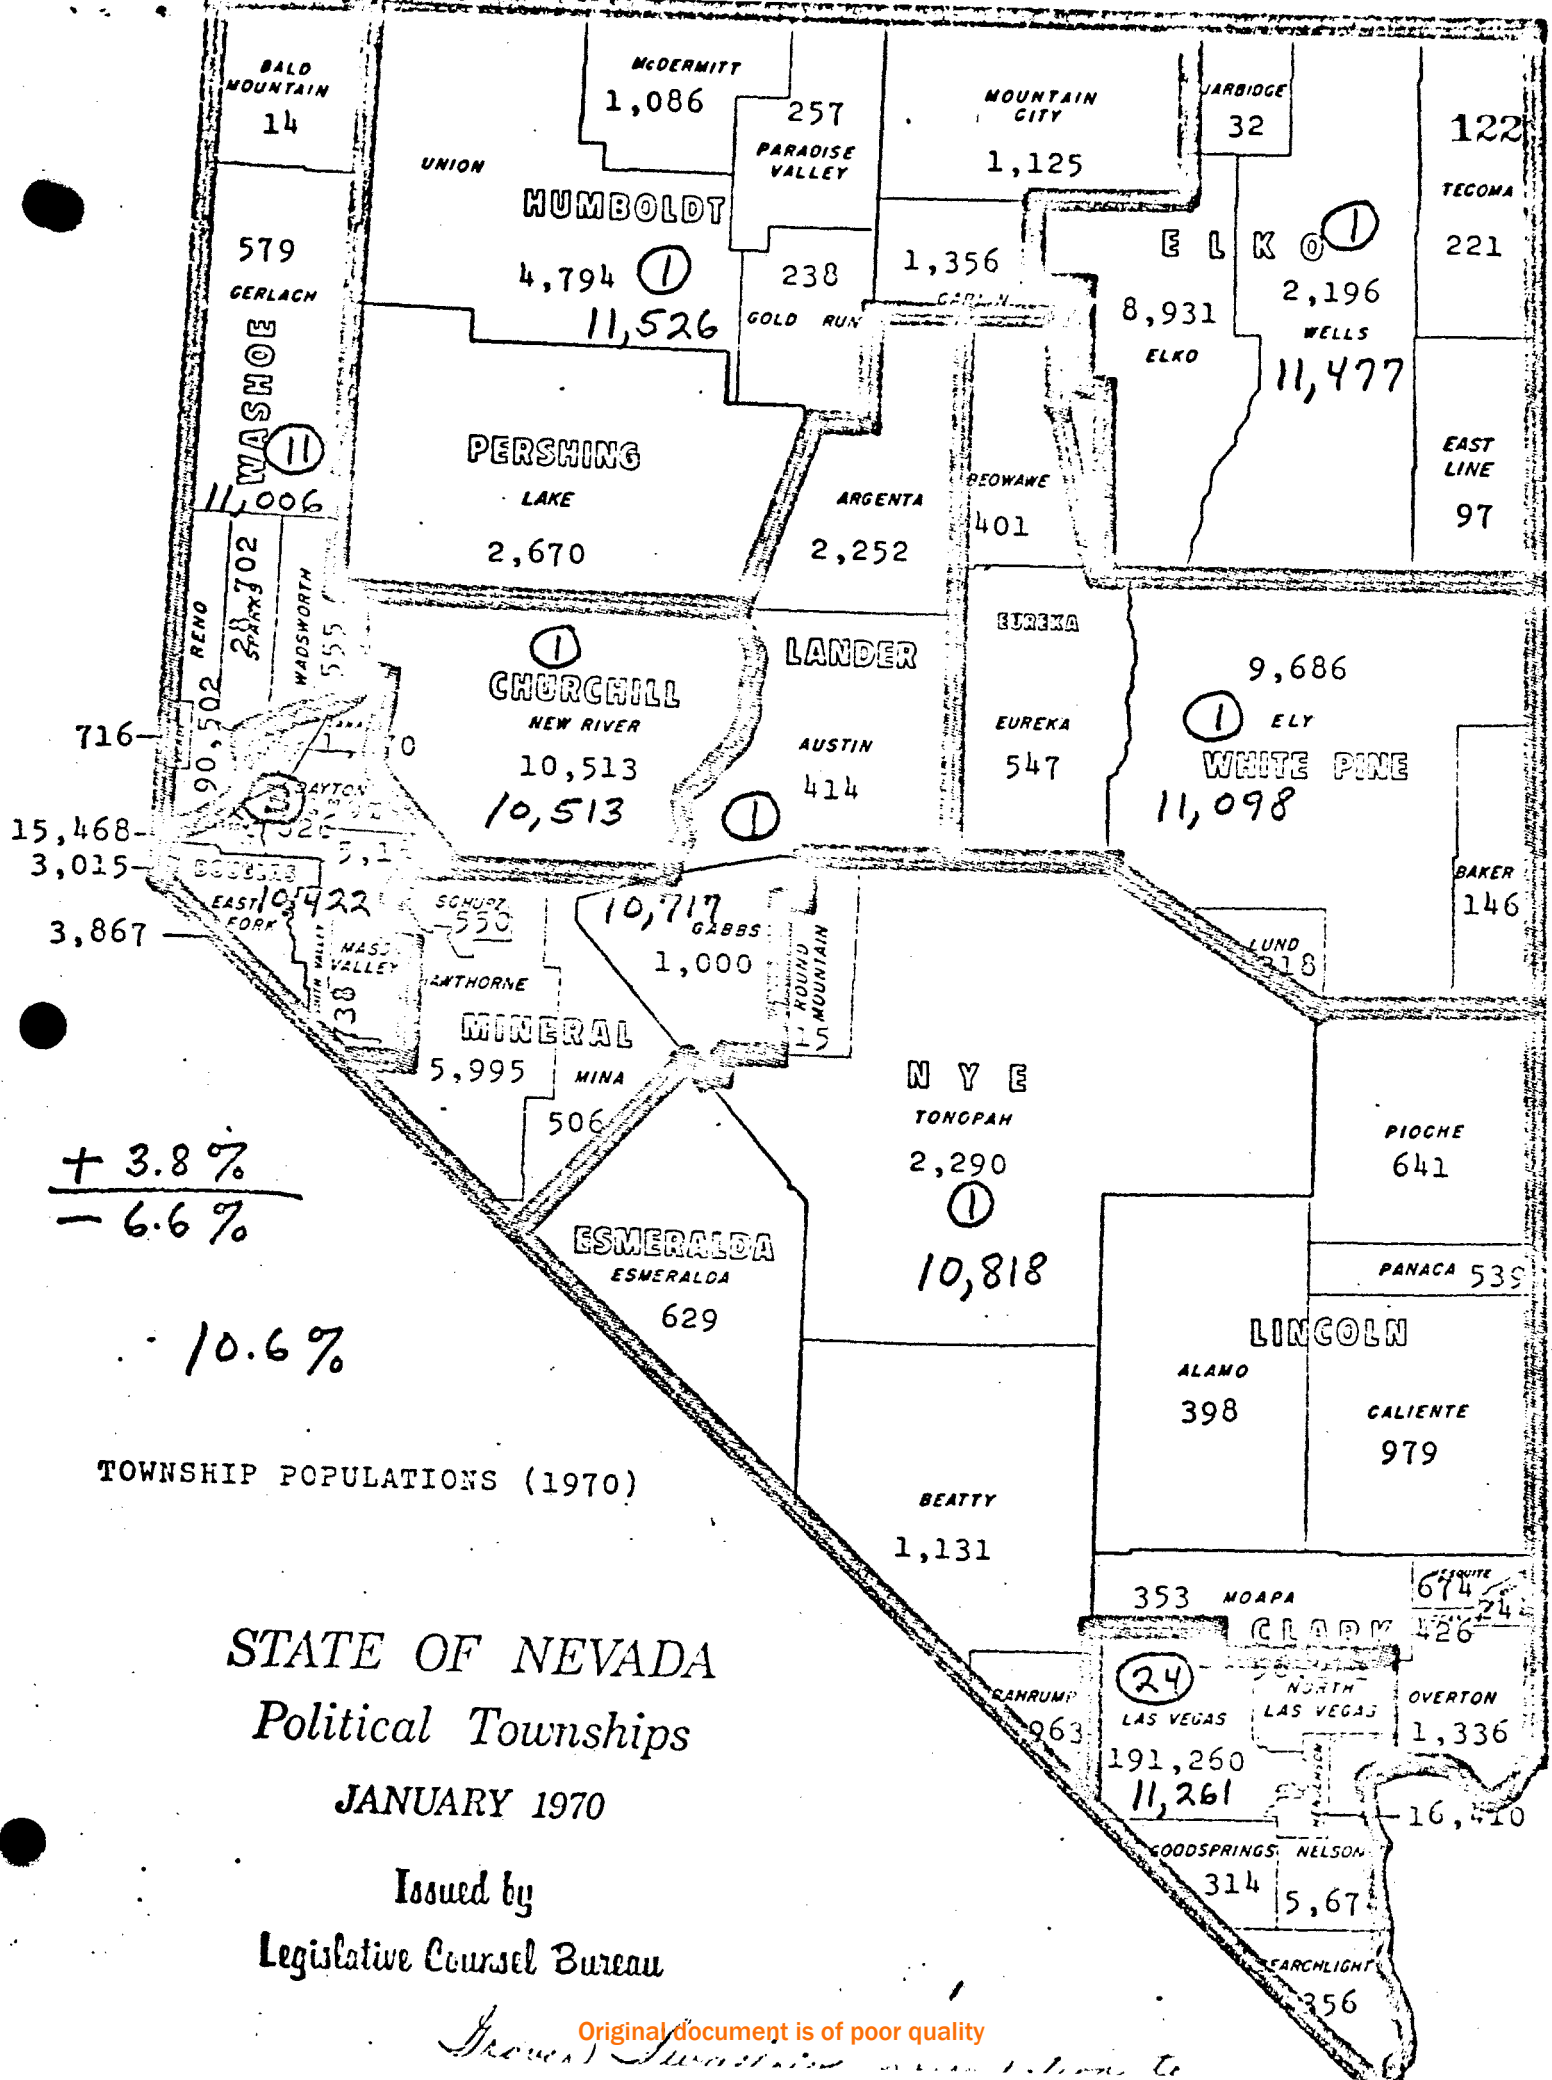 BALD
MOUNTAIN
14
579
GERLACH
WASHOE
11
11,006
RENO
90,502
28,702
SPARKS
WADSWORTH
555
UNION
McDERMITT
1,086
257
PARADISE
VALLEY
HUMBOLDT
4,794 1
11,526
238
GOLD RUN
MOUNTAIN
CITY
1,125
1,356
JARBIDGE
32
ELKO 1
8,931
ELKO
2,196
WELLS
11,477
122
TECOMA
221
EAST
LINE
97
PERSHING
LAKE
2,670
ARGENTA
2,252
BEOWAWE
401
1
CHURCHILL
NEW RIVER
10,513
10,513
LANDER
AUSTIN
414
1
EUREKA
EUREKA
547
9,686
1 ELY
WHITE PINE
11,098
BAKER
146
LUND
716
15,468
3,015
3,867
DOUGLAS
EAST
FORK
10,422
MASON
VALLEY
SCHURZ
550
HAWTHORNE
MINERAL
5,995
MINA
506
10,717
GABBS
1,000
ROUND
MOUNTAIN
NYE
TONOPAH
2,290
1
10,818
ESMERALDA
ESMERALDA
629
BEATTY
1,131
PIOCHE
641
PANACA 539
LINCOLN
ALAMO
398
CALIENTE
979
353 MOAPA
674
426
CLARK
24
LAS VEGAS
191,260
11,261
NORTH
LAS VEGAS
OVERTON
1,336
PAHRUMP
963
HENDERSON
16,410
GOODSPRINGS
314
NELSON
5,67
SEARCHLIGHT
356
+ 3.8%
- 6.6%
10.6%
TOWNSHIP POPULATIONS (1970)
STATE OF NEVADA
Political Townships
JANUARY 1970
Issued by
Legislative Counsel Bureau
Original document is of poor quality